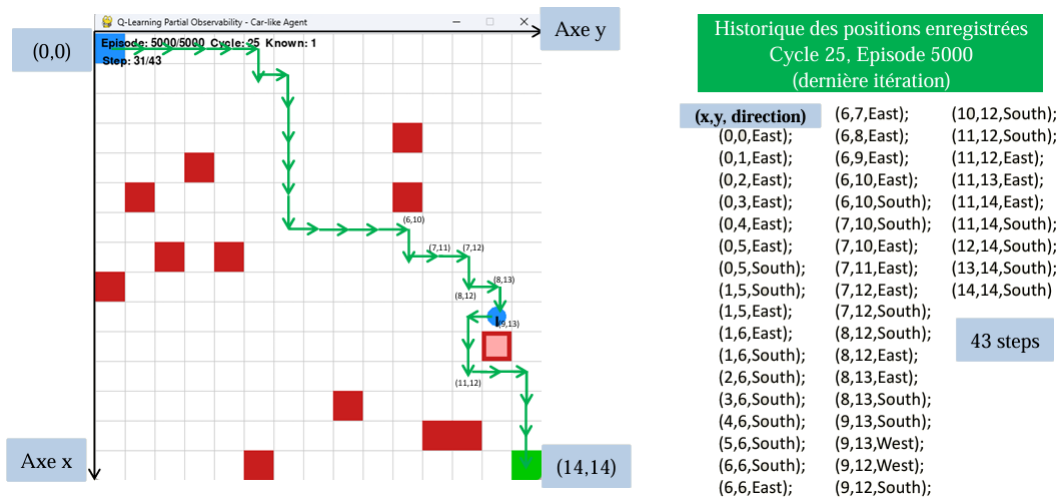 Q-Learning Partial Observability - Car-like Agent
Axe y
(0,0)
Episode: 5000/5000 Cycle: 25 Known: 1
Step: 31/43
(6,10)
(7,11)
(7,12)
(8,13)
(8,12)
(9,13)
(11,12)
Axe x
(14,14)
Historique des positions enregistrées
Cycle 25, Episode 5000
(dernière itération)
(x,y, direction)
(0,0,East);
(0,1,East);
(0,2,East);
(0,3,East);
(0,4,East);
(0,5,East);
(0,5,South);
(1,5,South);
(1,5,East);
(1,6,East);
(1,6,South);
(2,6,South);
(3,6,South);
(4,6,South);
(5,6,South);
(6,6,South);
(6,6,East);
(6,7,East);
(6,8,East);
(6,9,East);
(6,10,East);
(6,10,South);
(7,10,South);
(7,10,East);
(7,11,East);
(7,12,East);
(7,12,South);
(8,12,South);
(8,12,East);
(8,13,East);
(8,13,South);
(9,13,South);
(9,13,West);
(9,12,West);
(9,12,South);
(10,12,South);
(11,12,South);
(11,12,East);
(11,13,East);
(11,14,East);
(11,14,South);
(12,14,South);
(13,14,South);
(14,14,South)
43 steps